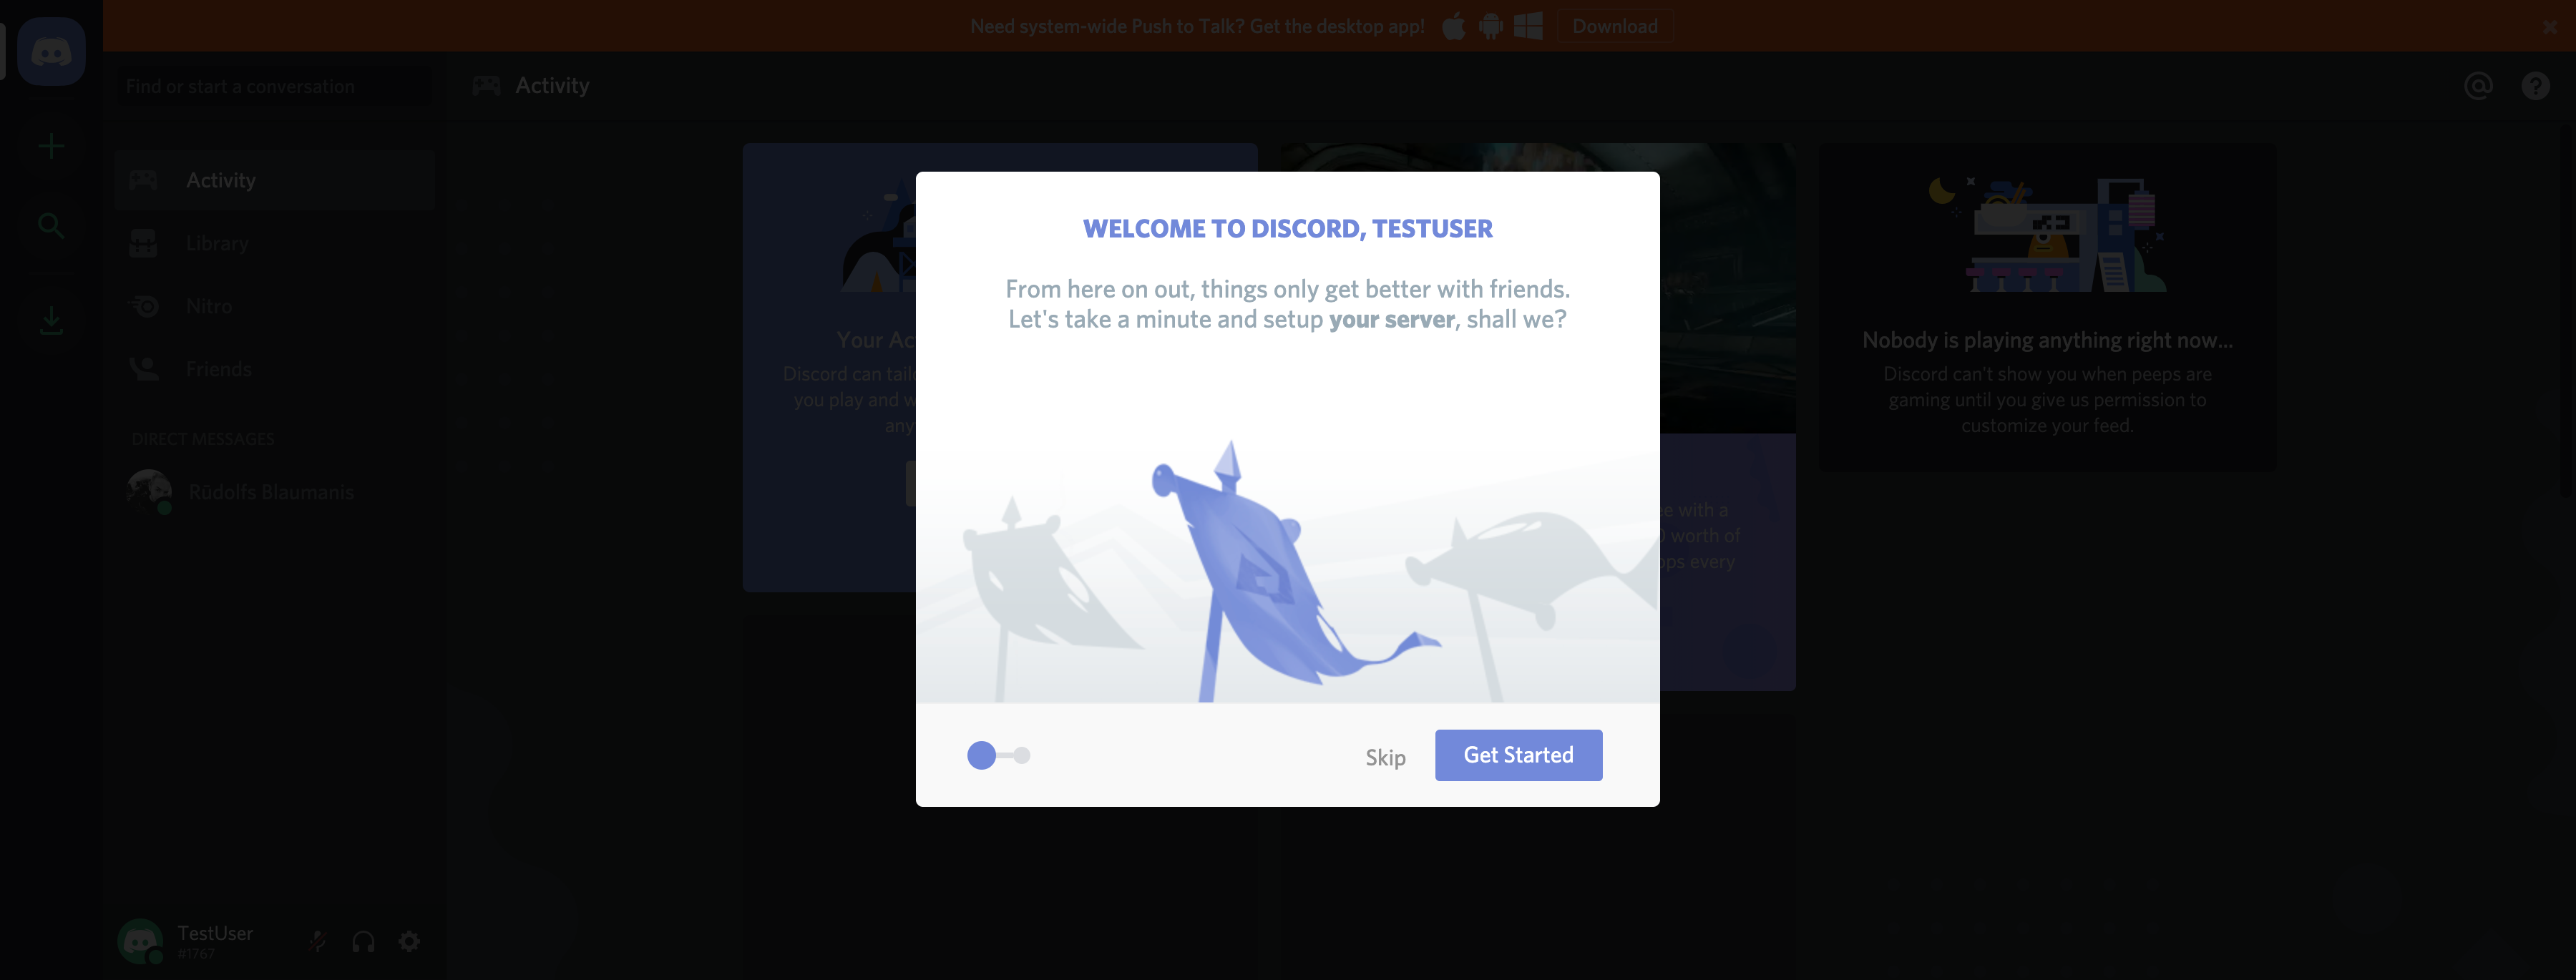 Need system-wide Push to Talk? Get the desktop app!
Download
Find or start a conversation
Activity
Activity
Library
Nitro
Friends
DIRECT MESSAGES
Rūdolfs Blaumanis
TestUser
#1767
WELCOME TO DISCORD, TESTUSER
From here on out, things only get better with friends.
Let's take a minute and setup your server, shall we?
Skip
Get Started
Your
Discord can
you play and
Nobody is playing anything right now...
Discord can't show you when peeps are
gaming until you give us permission to
customize your feed.
with a
worth of
every